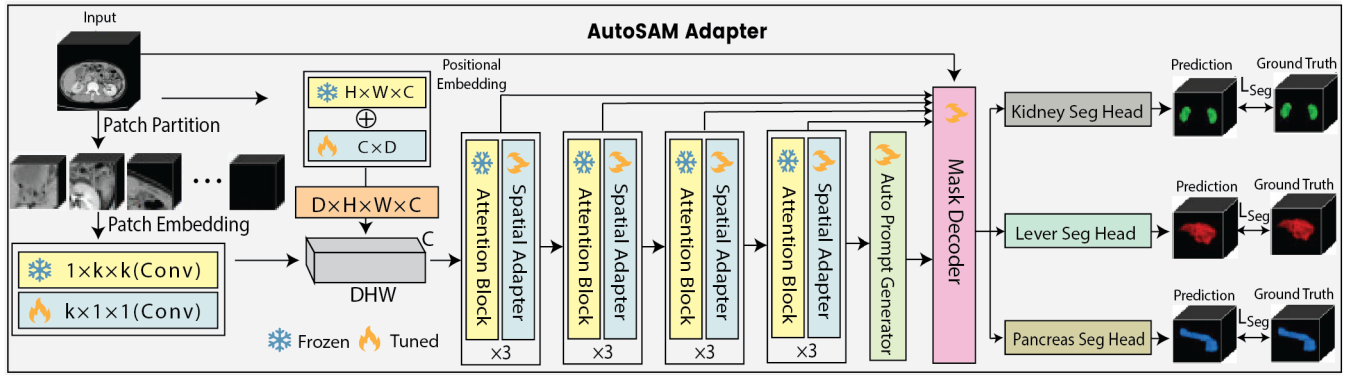 AutoSAM Adapter
Input
Patch Partition
Patch Embedding
1×k×k(Conv)
k×1×1(Conv)
Positional
Embedding
H×W×C
⊕
C×D
D×H×W×C
C
DHW
Frozen
Tuned
Attention Block
Spatial Adapter
×3
Attention Block
Spatial Adapter
×3
Attention Block
Spatial Adapter
×3
Attention Block
Spatial Adapter
×3
Auto Prompt Generator
Mask Decoder
Kidney Seg Head
Prediction
LSeg
Ground Truth
Lever Seg Head
Prediction
LSeg
Ground Truth
Pancreas Seg Head
Prediction
LSeg
Ground Truth